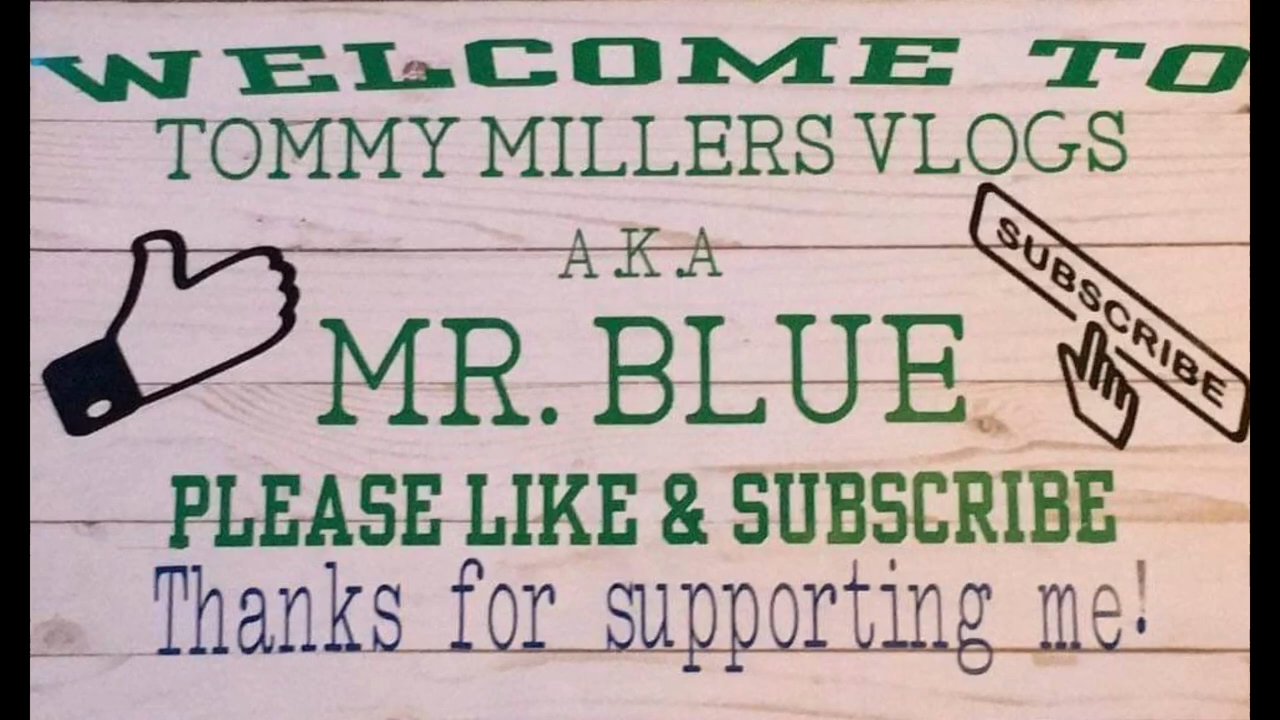 WELCOME TO
TOMMY MILLERS VLOGS
A.K.A
MR. BLUE
SUBSCRIBE
PLEASE LIKE & SUBSCRIBE
Thanks for supporting me!